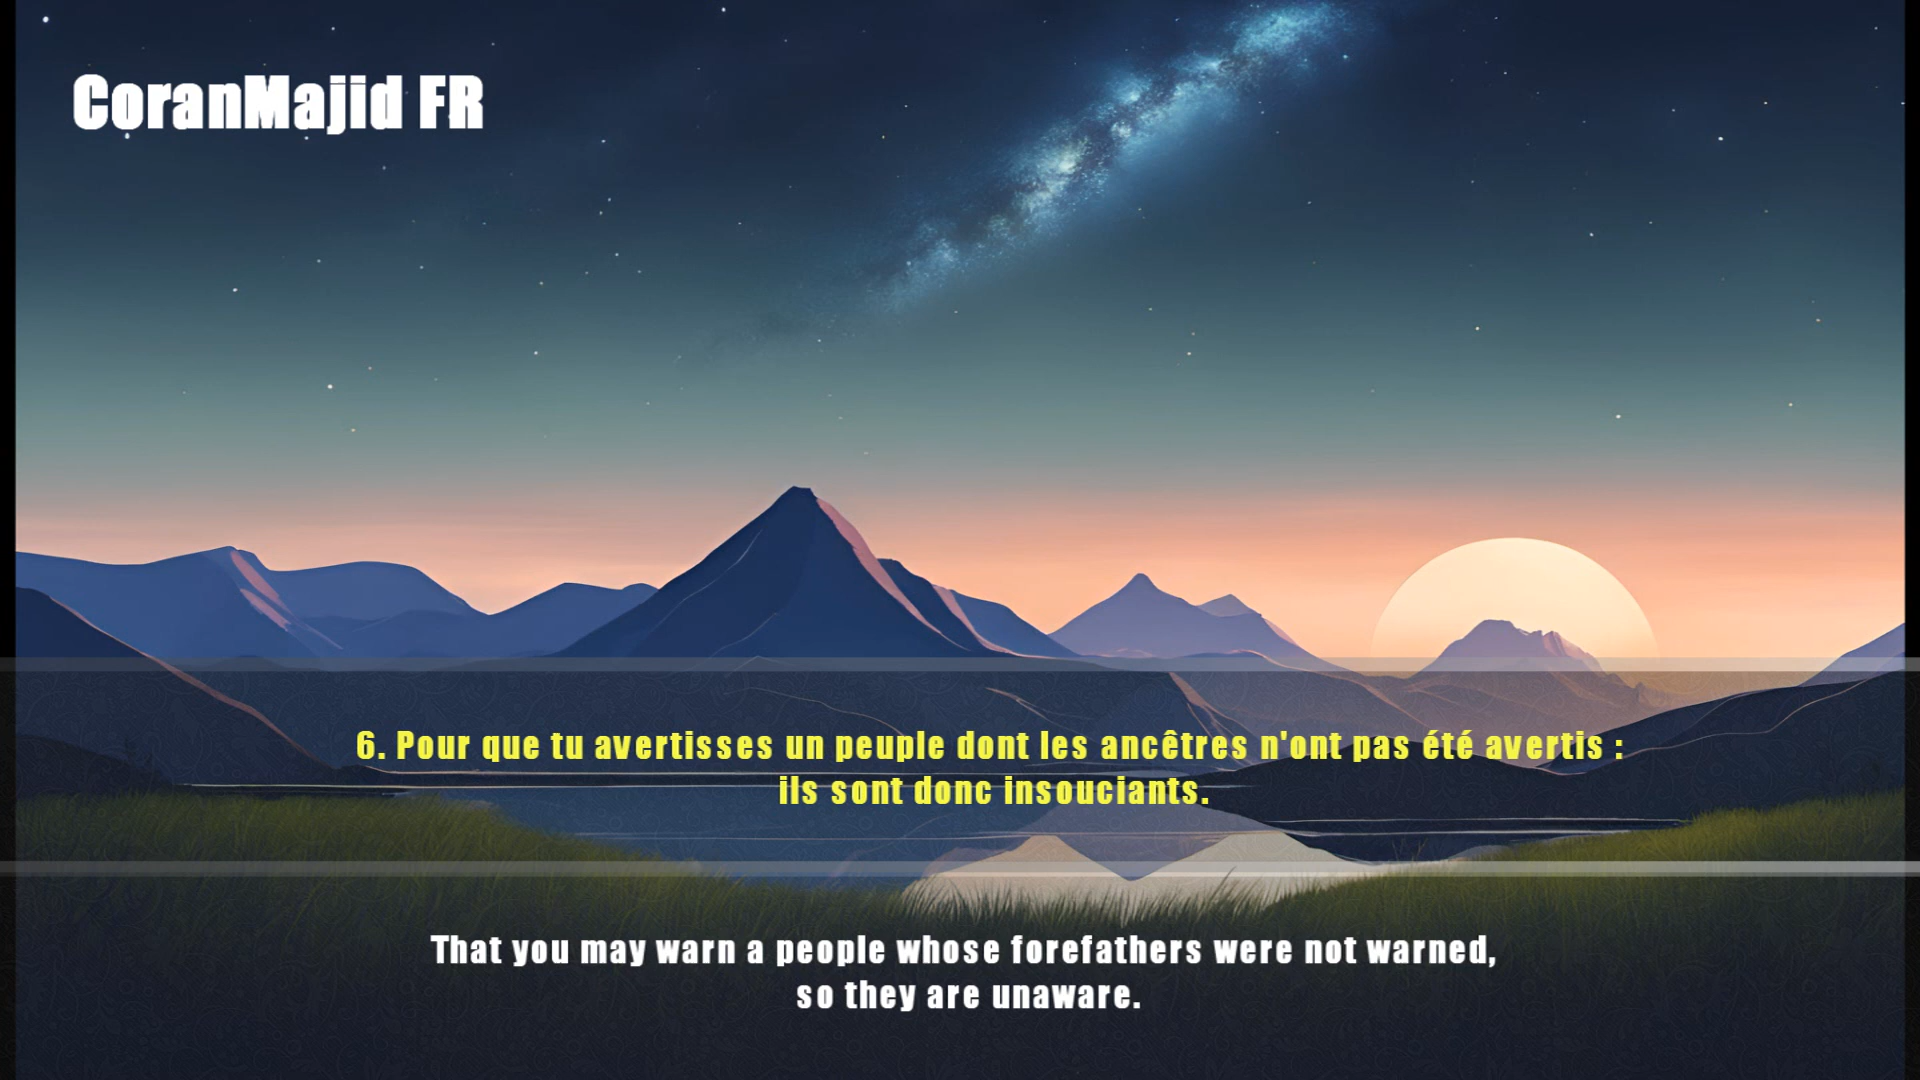 CoranMajid FR
6. Pour que tu avertisses un peuple dont les ancêtres n'ont pas été avertis :
ils sont donc insouciants.
That you may warn a people whose forefathers were not warned,
so they are unaware.